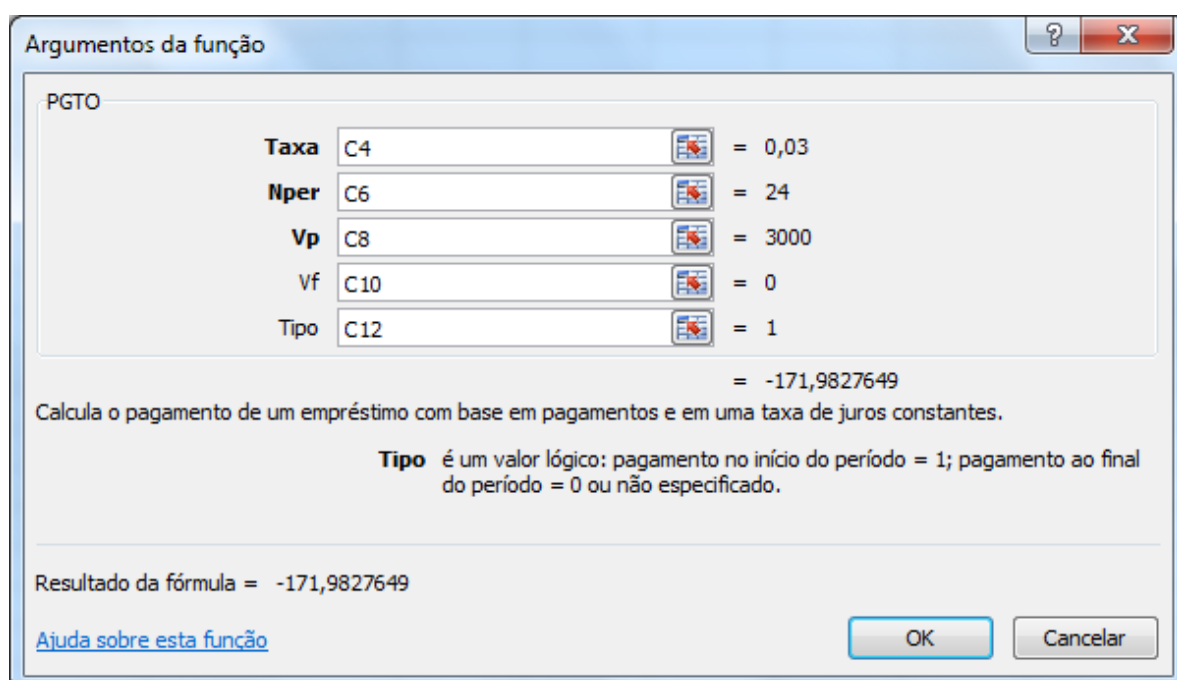 Argumentos da função
PGTO
Taxa C4 = 0,03
Nper C6 = 24
Vp C8 = 3000
Vf C10 = 0
Tipo C12 = 1
= -171,9827649
Calcula o pagamento de um empréstimo com base em pagamentos e em uma taxa de juros constantes.
Tipo é um valor lógico: pagamento no início do período = 1; pagamento ao final
do período = 0 ou não especificado.
Resultado da fórmula = -171,9827649
Ajuda sobre esta função
OK Cancelar